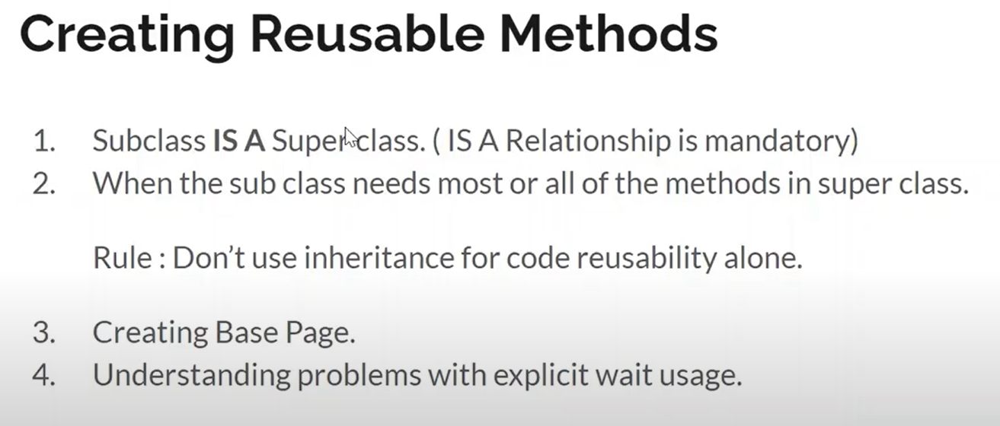 Creating Reusable Methods
1. Subclass IS A Superclass. ( IS A Relationship is mandatory)
2. When the sub class needs most or all of the methods in super class.
Rule : Don't use inheritance for code reusability alone.
3. Creating Base Page.
4. Understanding problems with explicit wait usage.